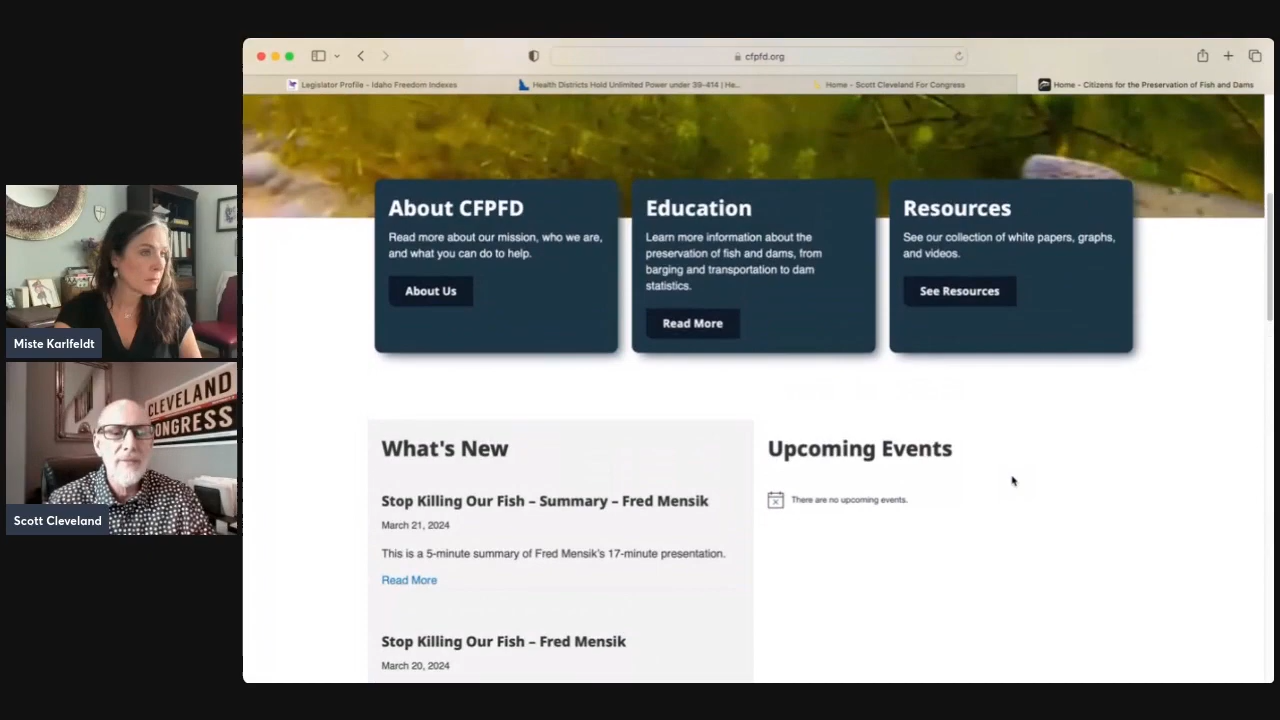 cfpfd.org
Legislator Profile - Idaho Freedom Indexes
Health Districts Hold Unlimited Power under 39-414 | He...
Home - Scott Cleveland For Congress
Home - Citizens for the Preservation of Fish and Dams
About CFPFD
Read more about our mission, who we are,
and what you can do to help.
About Us
Education
Learn more information about the
preservation of fish and dams, from
barging and transportation to dam
statistics.
Read More
Resources
See our collection of white papers, graphs,
and videos.
See Resources
Miste Karlfeldt
CLEVELAND
CONGRESS
Scott Cleveland
What's New
Stop Killing Our Fish – Summary – Fred Mensik
March 21, 2024
This is a 5-minute summary of Fred Mensik's 17-minute presentation.
Read More
Stop Killing Our Fish – Fred Mensik
March 20, 2024
Upcoming Events
There are no upcoming events.